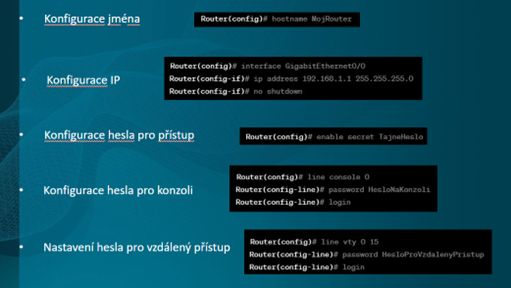 Konfigurace jména
Router(config)# hostname MojRouter
Konfigurace IP
Router(config)# interface GigabitEthernet0/0
Router(config-if)# ip address 192.168.1.1 255.255.255.0
Router(config-if)# no shutdown
Konfigurace hesla pro přístup
Router(config)# enable secret TajneHeslo
Konfigurace hesla pro konzoli
Router(config)# line console 0
Router(config-line)# password HesloNaKonzoli
Router(config-line)# login
Nastavení hesla pro vzdálený přístup
Router(config)# line vty 0 15
Router(config-line)# password HesloProVzdalenyPristup
Router(config-line)# login